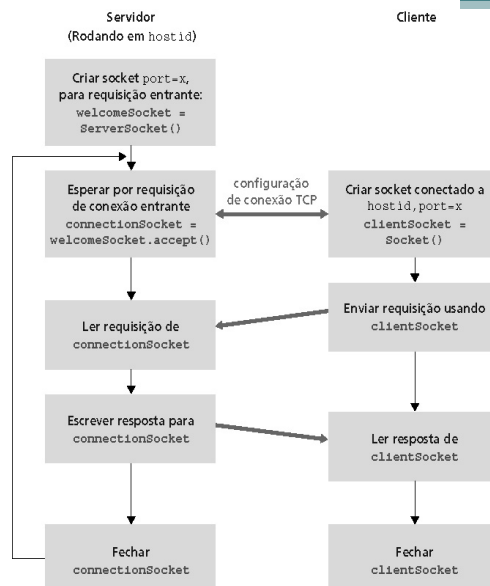 Servidor
(Rodando em hostid)
Cliente
Criar socket port=x,
para requisição entrante:
welcomeSocket =
ServerSocket()
Esperar por requisição
de conexão entrante
connectionSocket =
welcomeSocket.accept()
configuração
de conexão TCP
Criar socket conectado a
hostid,port=x
clientSocket =
Socket()
Enviar requisição usando
clientSocket
Ler requisição de
connectionSocket
Escrever resposta para
connectionSocket
Ler resposta de
clientSocket
Fechar
connectionSocket
Fechar
clientSocket